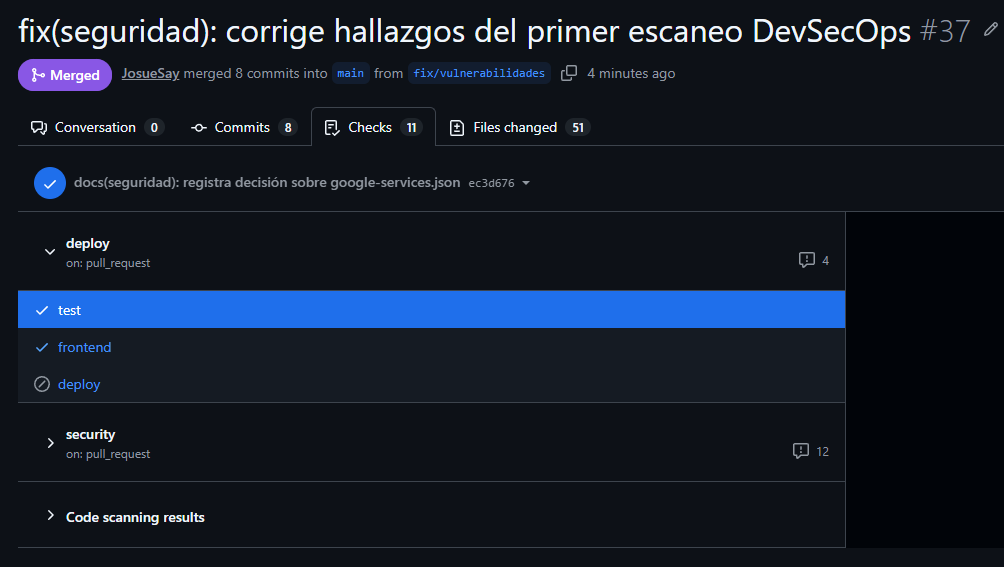 fix(seguridad): corrige hallazgos del primer escaneo DevSecOps #37
Merged JosueSay merged 8 commits into main from fix/vulnerabilidades 4 minutes ago
Conversation 0 Commits 8 Checks 11 Files changed 51
docs(seguridad): registra decisión sobre google-services.json ec3d676
deploy
on: pull_request
4
test
frontend
deploy
security
on: pull_request
12
Code scanning results